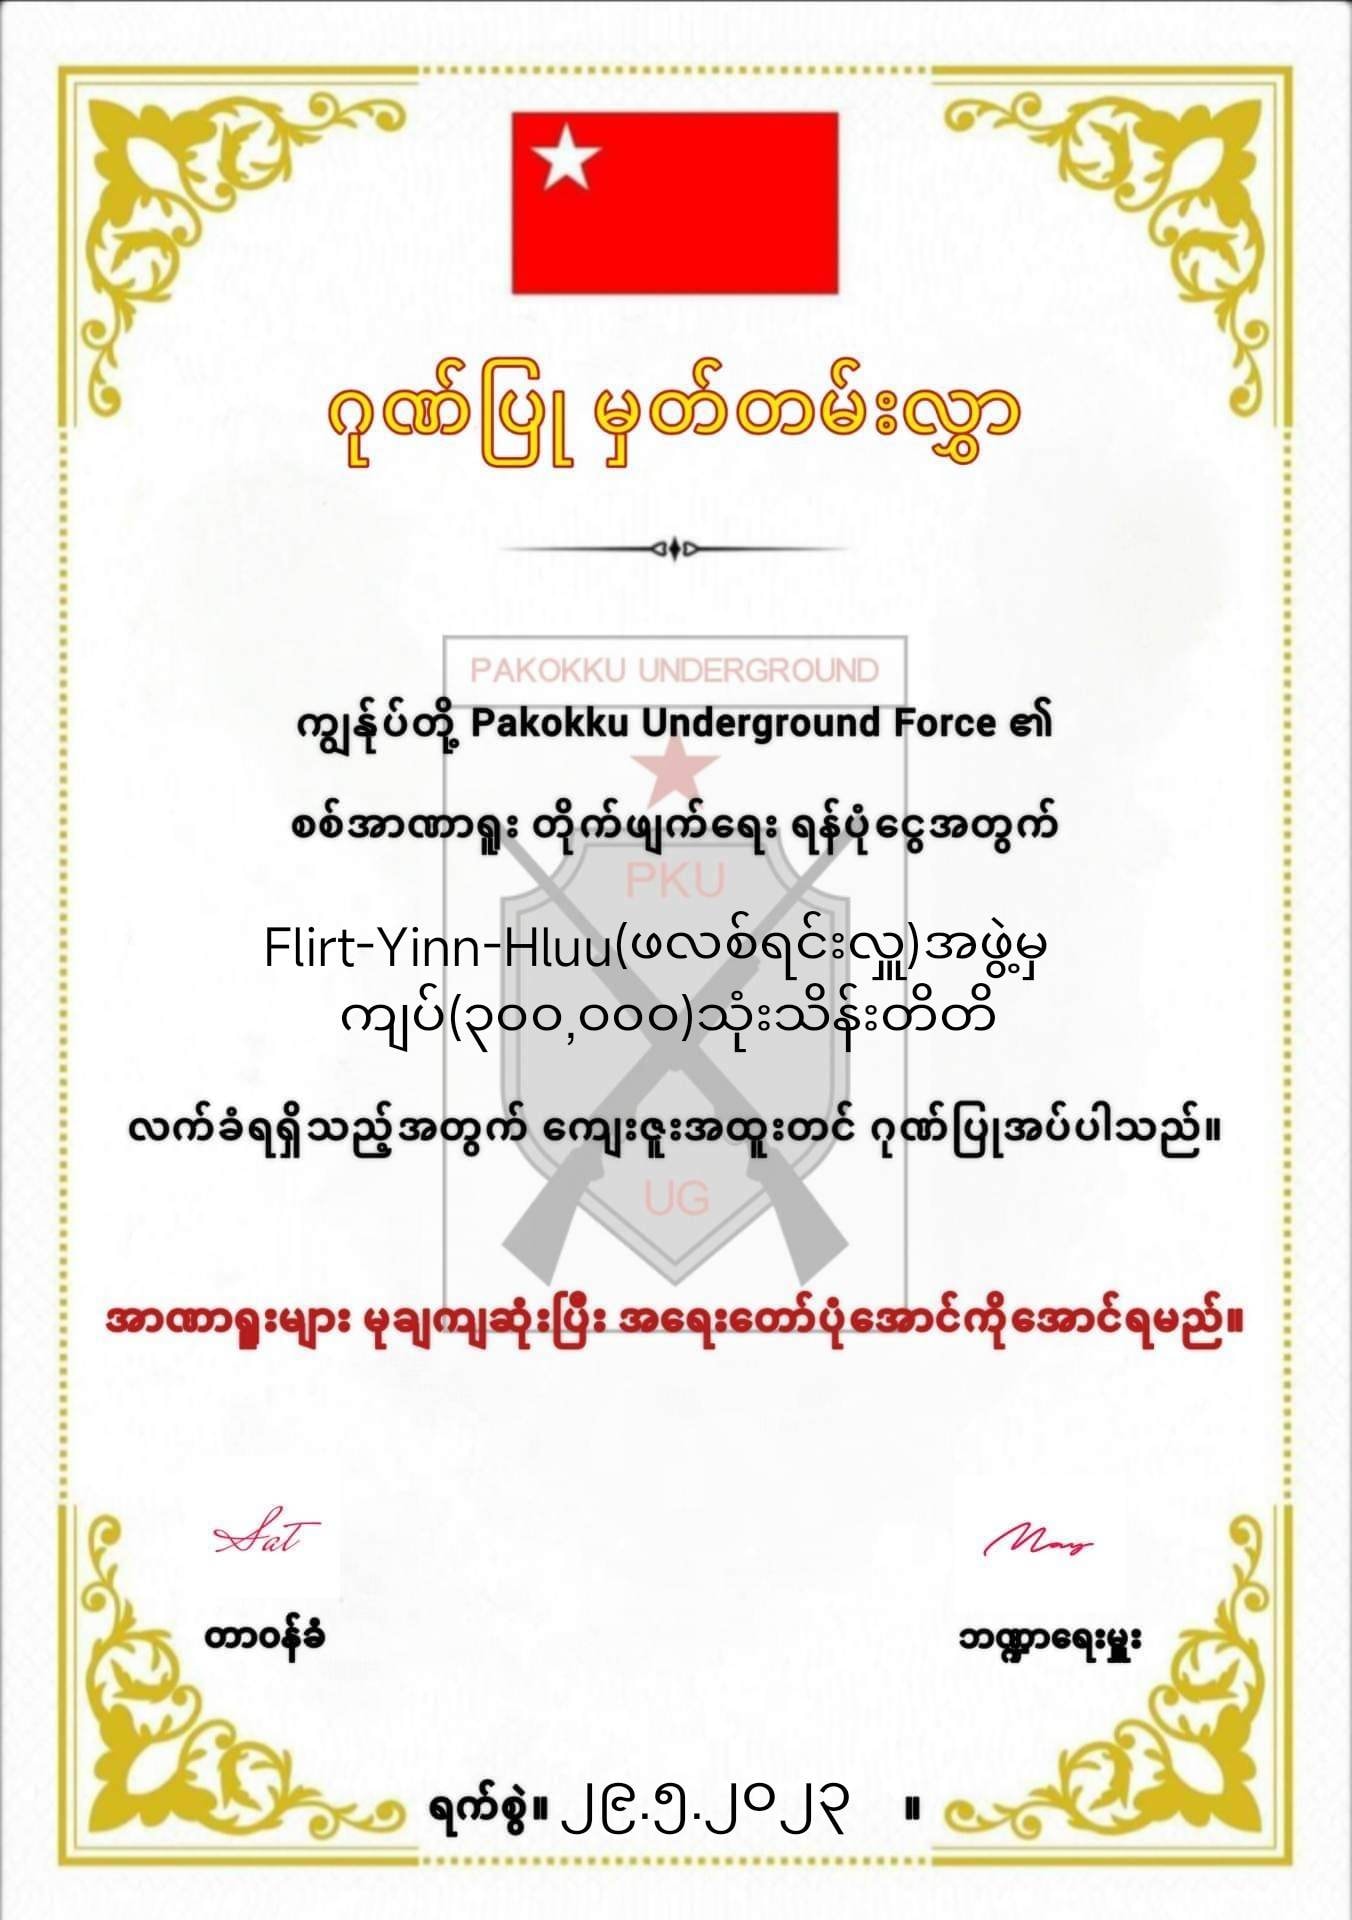 ဂုဏ်ပြု မှတ်တမ်းလွှာ
PAKOKKU UNDERGROUND
ကျွန်ုပ်တို့ Pakokku Underground Force ၏
စစ်အာဏာရူး တိုက်ဖျက်ရေး ရန်ပုံငွေအတွက်
PKU
Flirt-Yinn-Hluu(ဖလစ်ရင်းလှူ)အဖွဲ့မှ
ကျပ်(၃၀၀,၀၀၀)သုံးသိန်းတိတိ
လက်ခံရရှိသည့်အတွက် ကျေးဇူးအထူးတင် ဂုဏ်ပြုအပ်ပါသည်။
UG
အာဏာရူးများ မုချကျဆုံးပြီး အရေးတော်ပုံအောင်ကိုအောင်ရမည်။
Sat
May
တာဝန်ခံ
ဘဏ္ဍာရေးမှူး
ရက်စွဲ။ ၂၉.၅.၂၀၂၃ ။